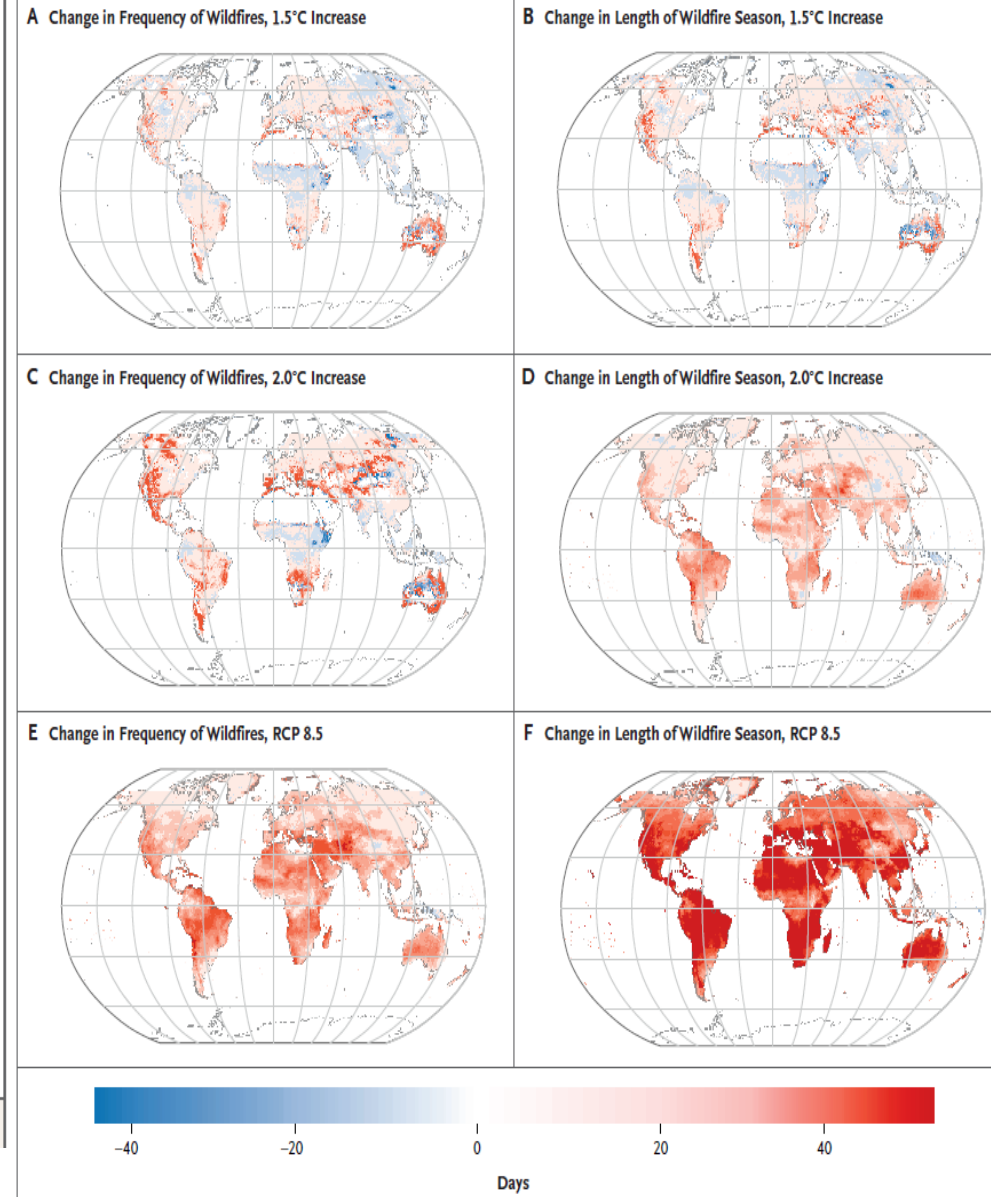 A Change in Frequency of Wildfires, 1.5°C Increase
B Change in Length of Wildfire Season, 1.5°C Increase
C Change in Frequency of Wildfires, 2.0°C Increase
D Change in Length of Wildfire Season, 2.0°C Increase
E Change in Frequency of Wildfires, RCP 8.5
F Change in Length of Wildfire Season, RCP 8.5
−40 −20 0 20 40
Days